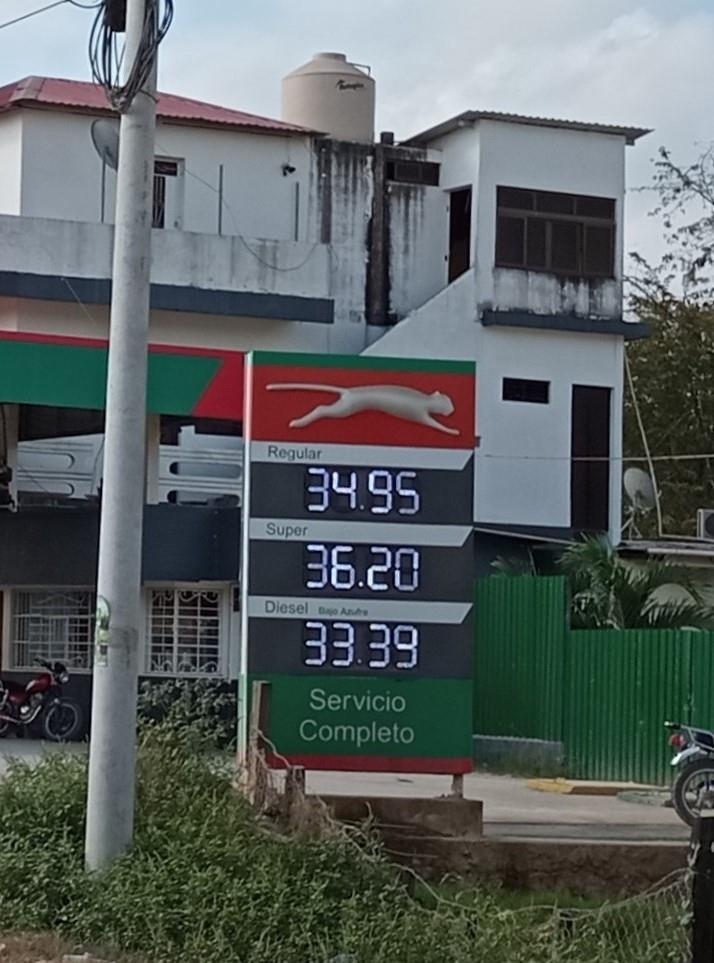 Regular
34.95
Super
36.20
Diesel Bajo Azufre
33.39
Servicio
Completo